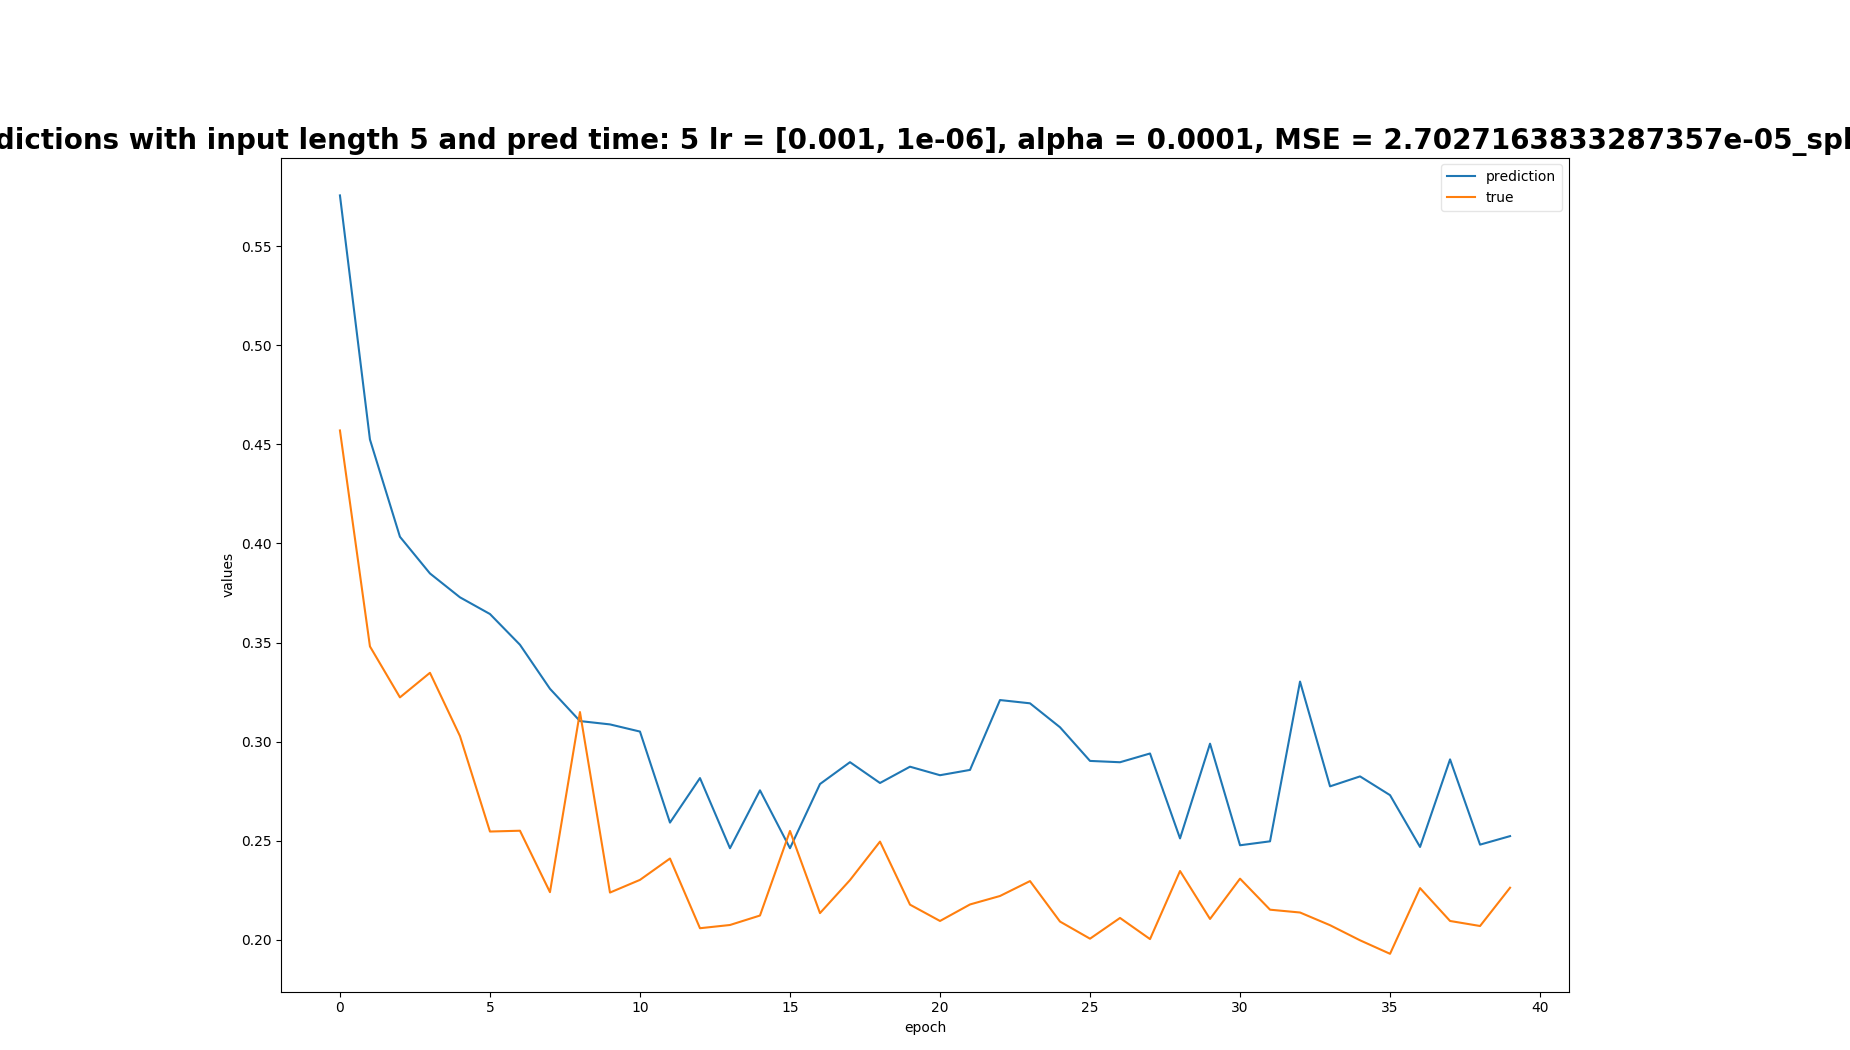 with input length 5 and pred time: 5 lr = [0.001, 1e-06], alpha = 0.0001, MSE = 2.7027163833287357e-05_spl
prediction
true
0.55
0.50
0.45
0.40
0.35
0.30
0.25
0.20
values
0 5 10 15 20 25 30 35 40
epoch